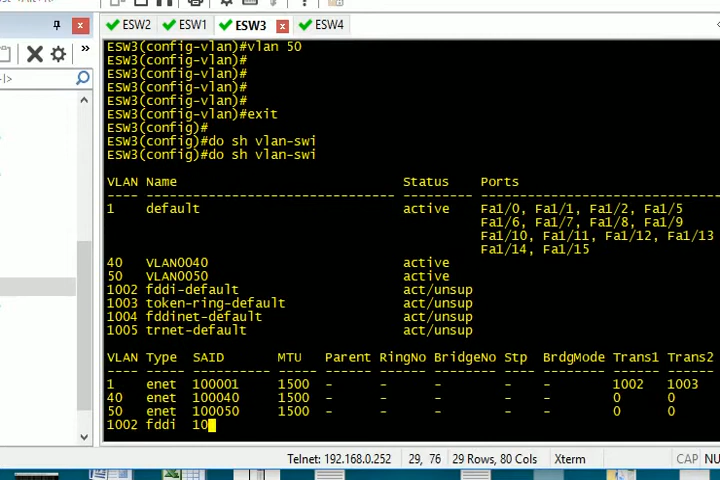 ESW2 ESW1 ESW3 ESW4
ESW3(config-vlan)#vlan 50
ESW3(config-vlan)#
ESW3(config-vlan)#
ESW3(config-vlan)#
ESW3(config-vlan)#
ESW3(config-vlan)#exit
ESW3(config)#
ESW3(config)#do sh vlan-swi
ESW3(config)#do sh vlan-swi
VLAN Name Status Ports
---- -------------------------------- --------- -------------------------------
1 default active Fa1/0, Fa1/1, Fa1/2, Fa1/5
Fa1/6, Fa1/7, Fa1/8, Fa1/9
Fa1/10, Fa1/11, Fa1/12, Fa1/13
Fa1/14, Fa1/15
40 VLAN0040 active
50 VLAN0050 active
1002 fddi-default act/unsup
1003 token-ring-default act/unsup
1004 fddinet-default act/unsup
1005 trnet-default act/unsup
VLAN Type SAID MTU Parent RingNo BridgeNo Stp BrdgMode Trans1 Trans2
---- ----- ---------- ----- ------ ------ -------- ---- -------- ------ ------
1 enet 100001 1500 - - - - - 1002 1003
40 enet 100040 1500 - - - - - 0 0
50 enet 100050 1500 - - - - - 0 0
1002 fddi 10
Telnet: 192.168.0.252 29, 76 29 Rows, 80 Cols Xterm CAP NU